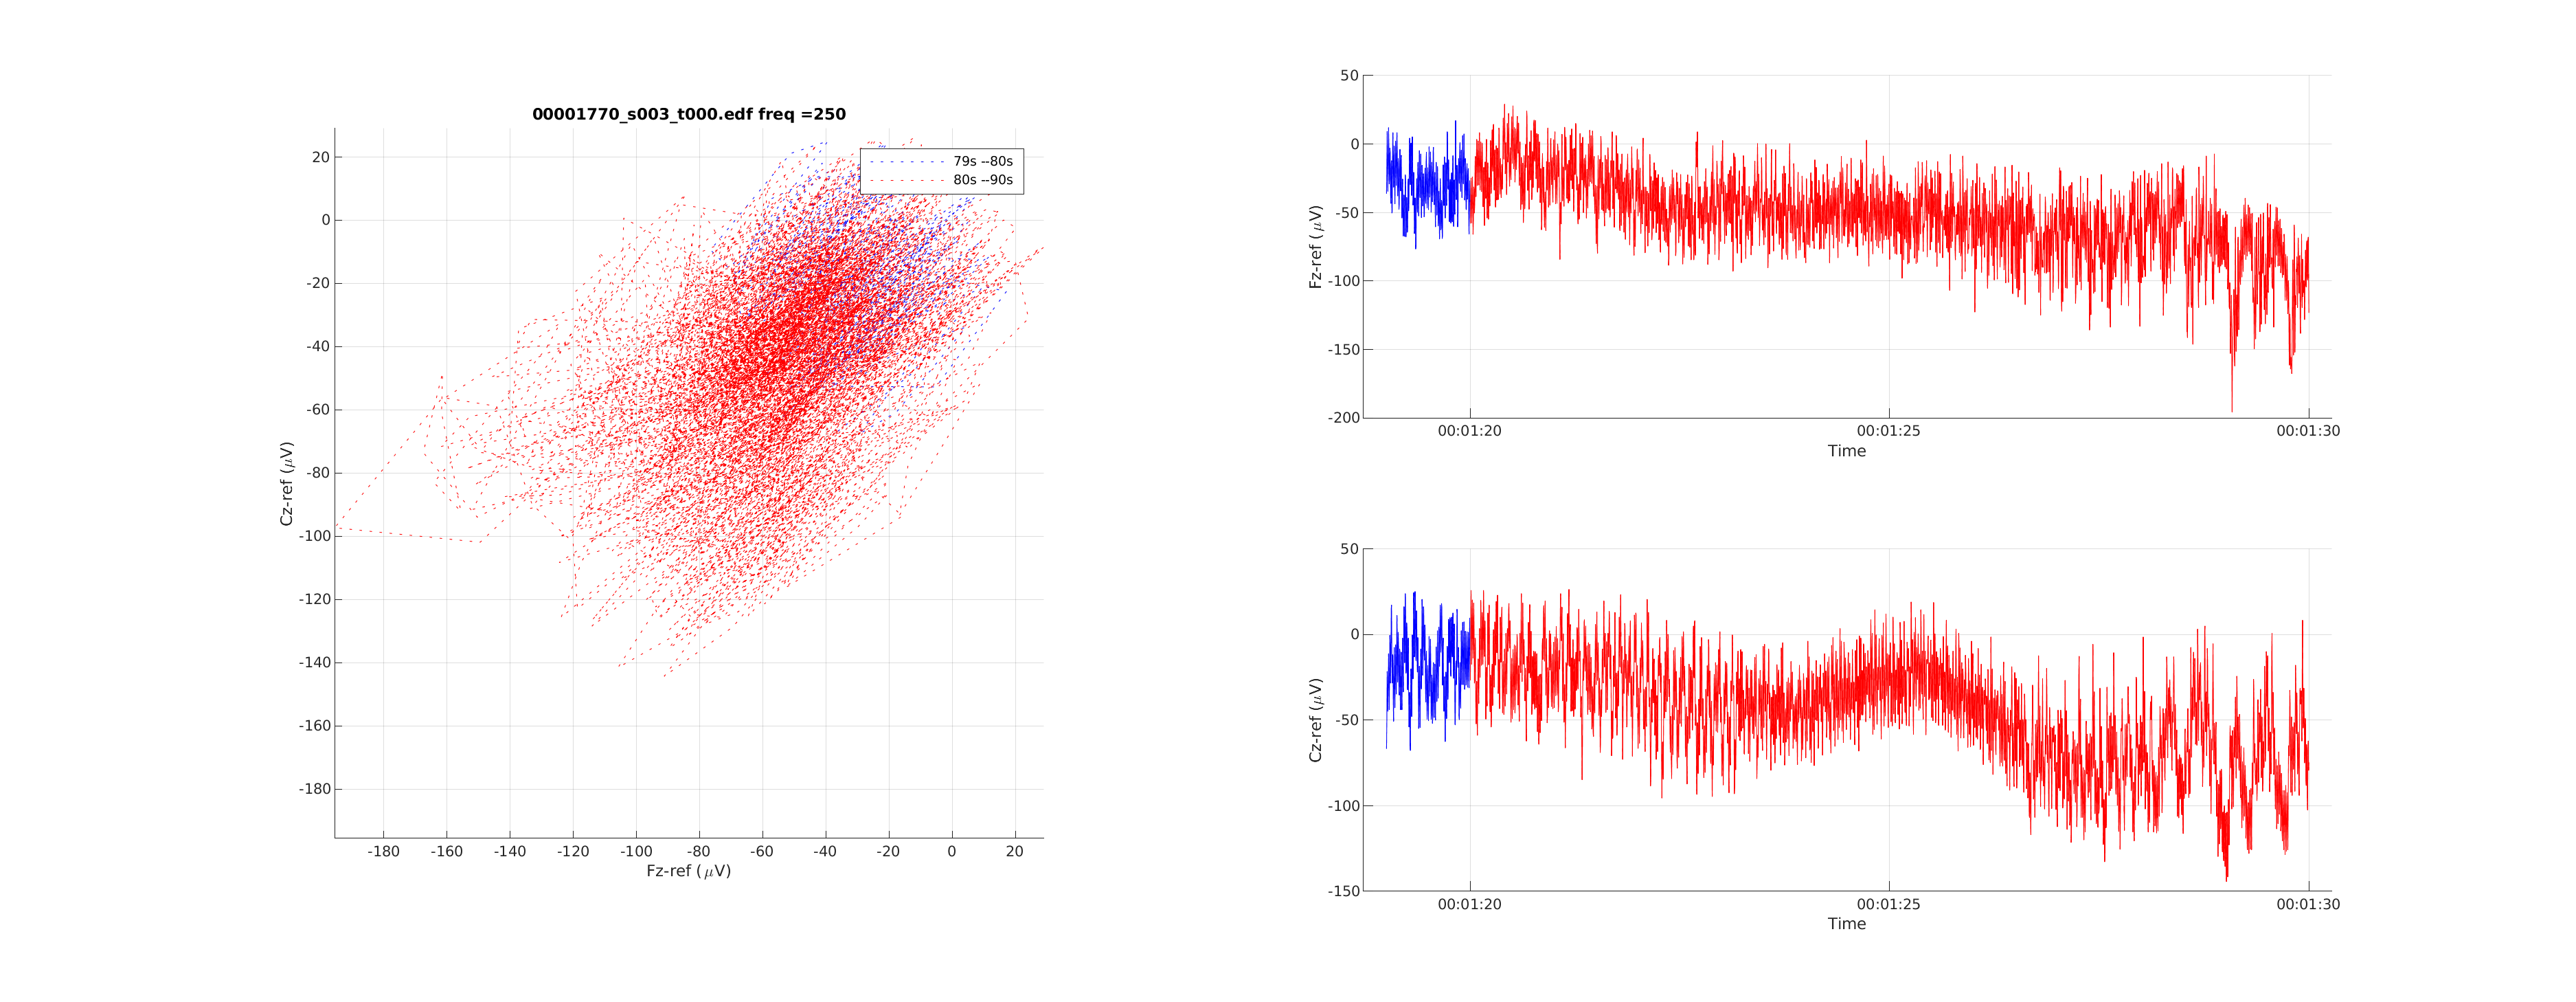 00001770_s003_t000.edf freq =250
79s --80s
80s --90s
20
0
-20
-40
-60
-80
-100
-120
-140
-160
-180
Cz-ref (μV)
-180 -160 -140 -120 -100 -80 -60 -40 -20 0 20
Fz-ref (μV)
50
0
-50
-100
-150
-200
Fz-ref (μV)
00:01:20 00:01:25 00:01:30
Time
50
0
-50
-100
-150
Cz-ref (μV)
00:01:20 00:01:25 00:01:30
Time